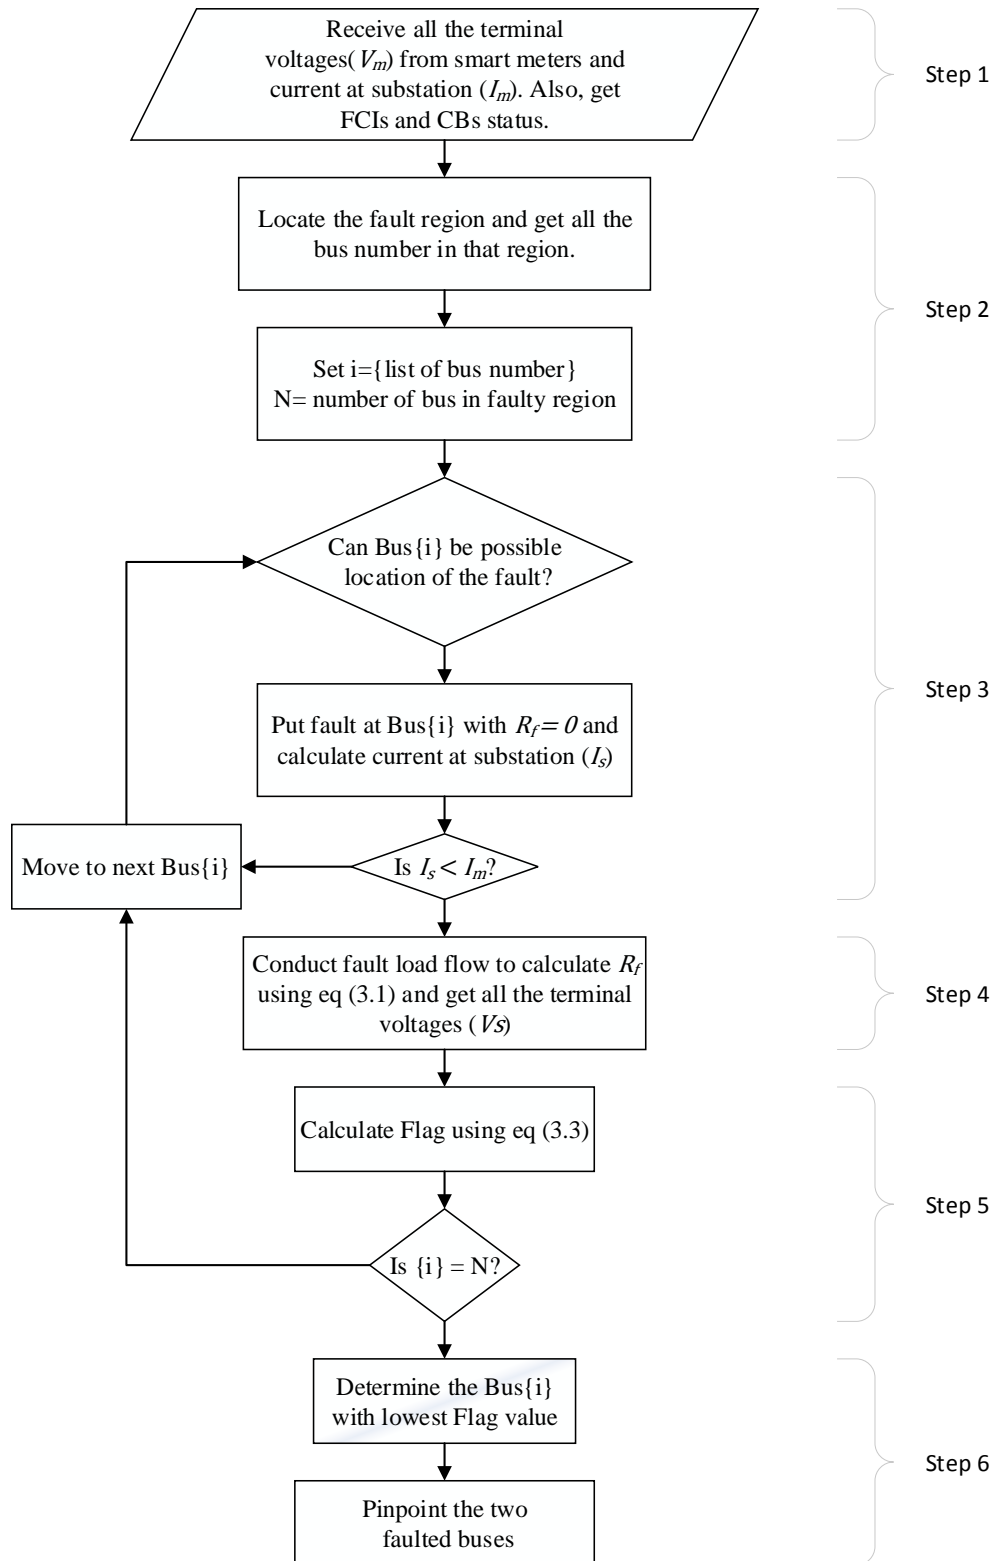 Receive all the terminal
voltages(Vm) from smart meters and
current at substation (Im). Also, get
FCIs and CBs status.
Step 1
Locate the fault region and get all the
bus number in that region.
Step 2
Set i={list of bus number}
N= number of bus in faulty region
Can Bus{i} be possible
location of the fault?
Step 3
Put fault at Bus{i} with Rf= 0 and
calculate current at substation (Is)
Move to next Bus{i}
Is Is < Im?
Conduct fault load flow to calculate Rf
using eq (3.1) and get all the terminal
voltages (Vs)
Step 4
Calculate Flag using eq (3.3)
Step 5
Is {i} = N?
Determine the Bus{i}
with lowest Flag value
Step 6
Pinpoint the two
faulted buses